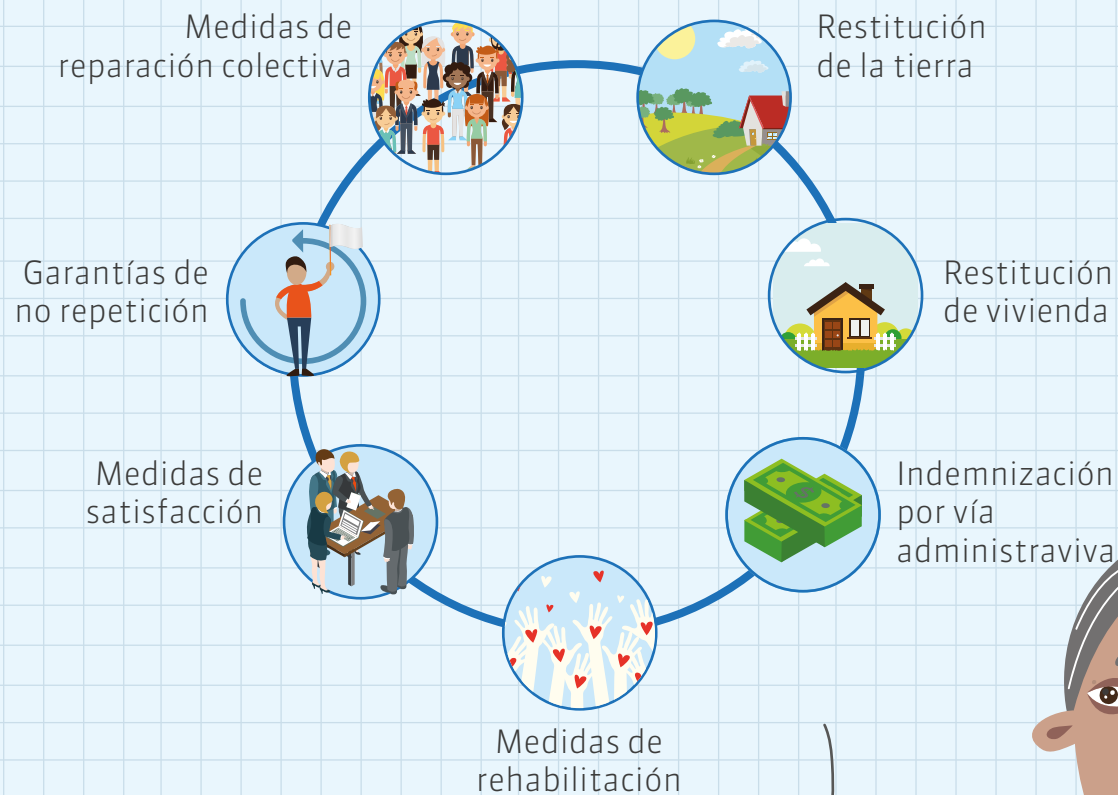 Medidas de
reparación colectiva
Restitución
de la tierra
Restitución
de vivienda
Indemnización
por vía
administraviva
Medidas de
rehabilitación
Medidas de
satisfacción
Garantías de
no repetición